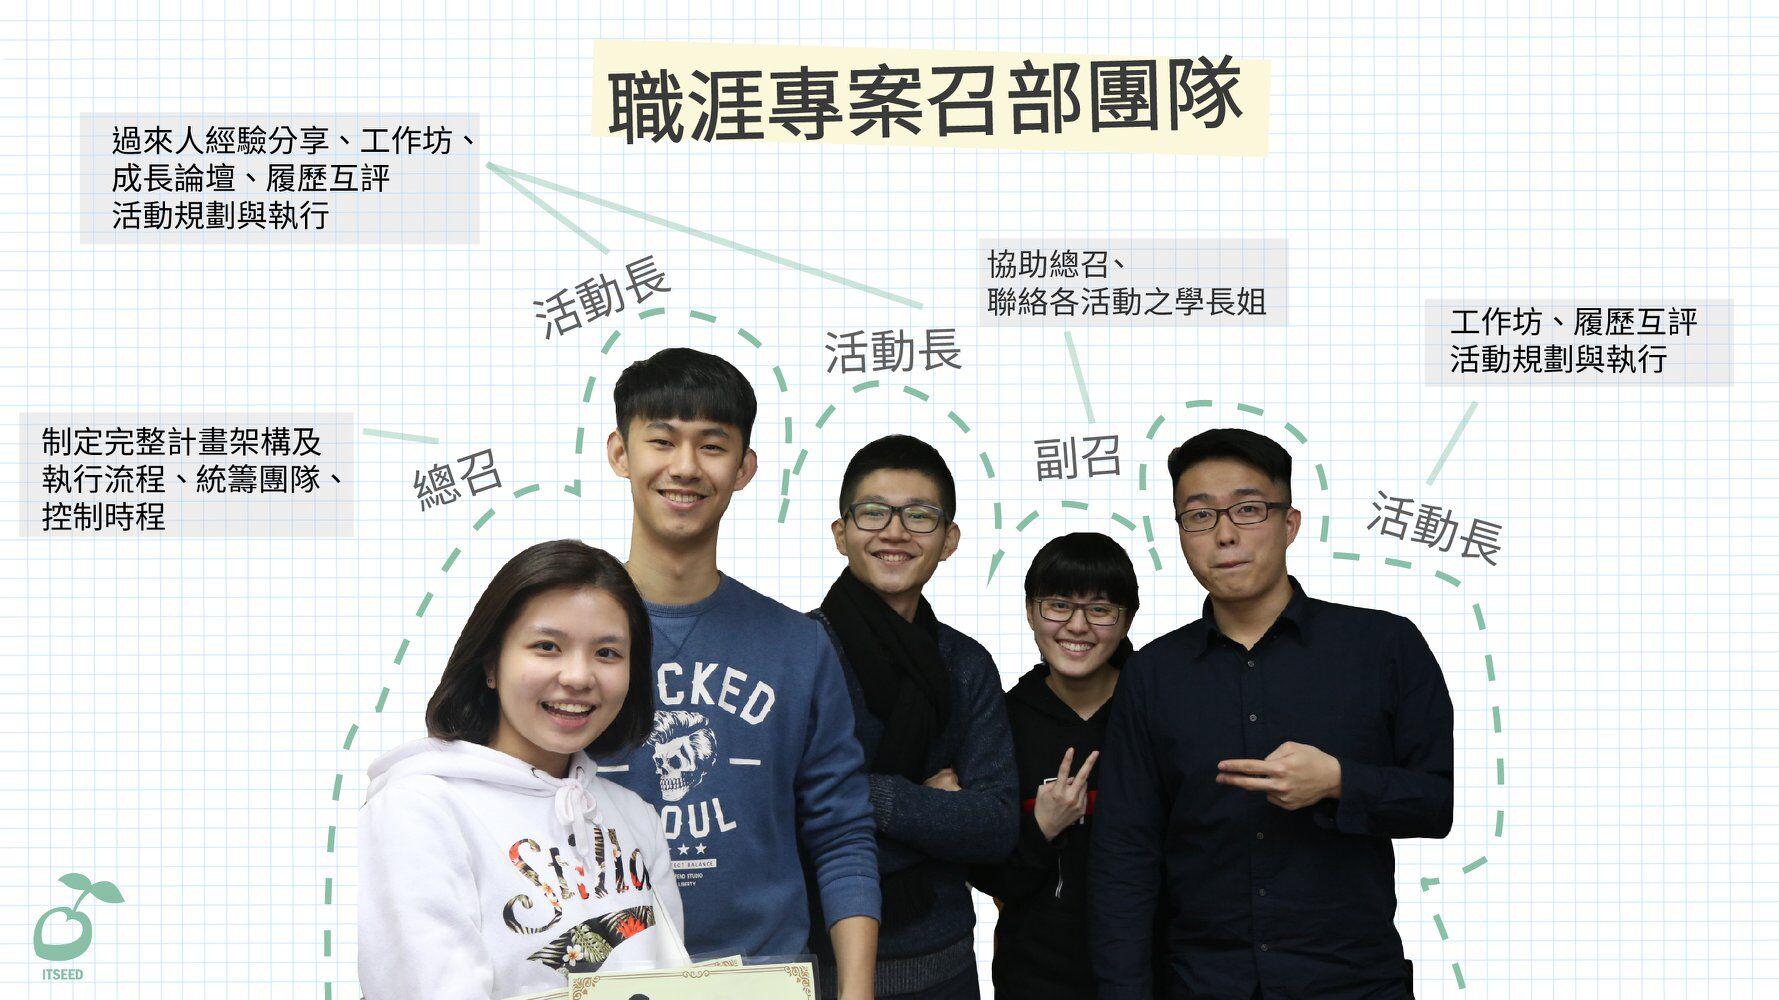 職涯專案召部團隊
過來人經驗分享、工作坊、
成長論壇、履歷互評
活動規劃與執行
活動長
活動長
協助總召、
聯絡各活動之學長姐
副召
工作坊、履歷互評
活動規劃與執行
活動長
制定完整計畫架構及
執行流程、統籌團隊、
控制時程
總召
CKED
OUL
LIBERTY
ITSEED